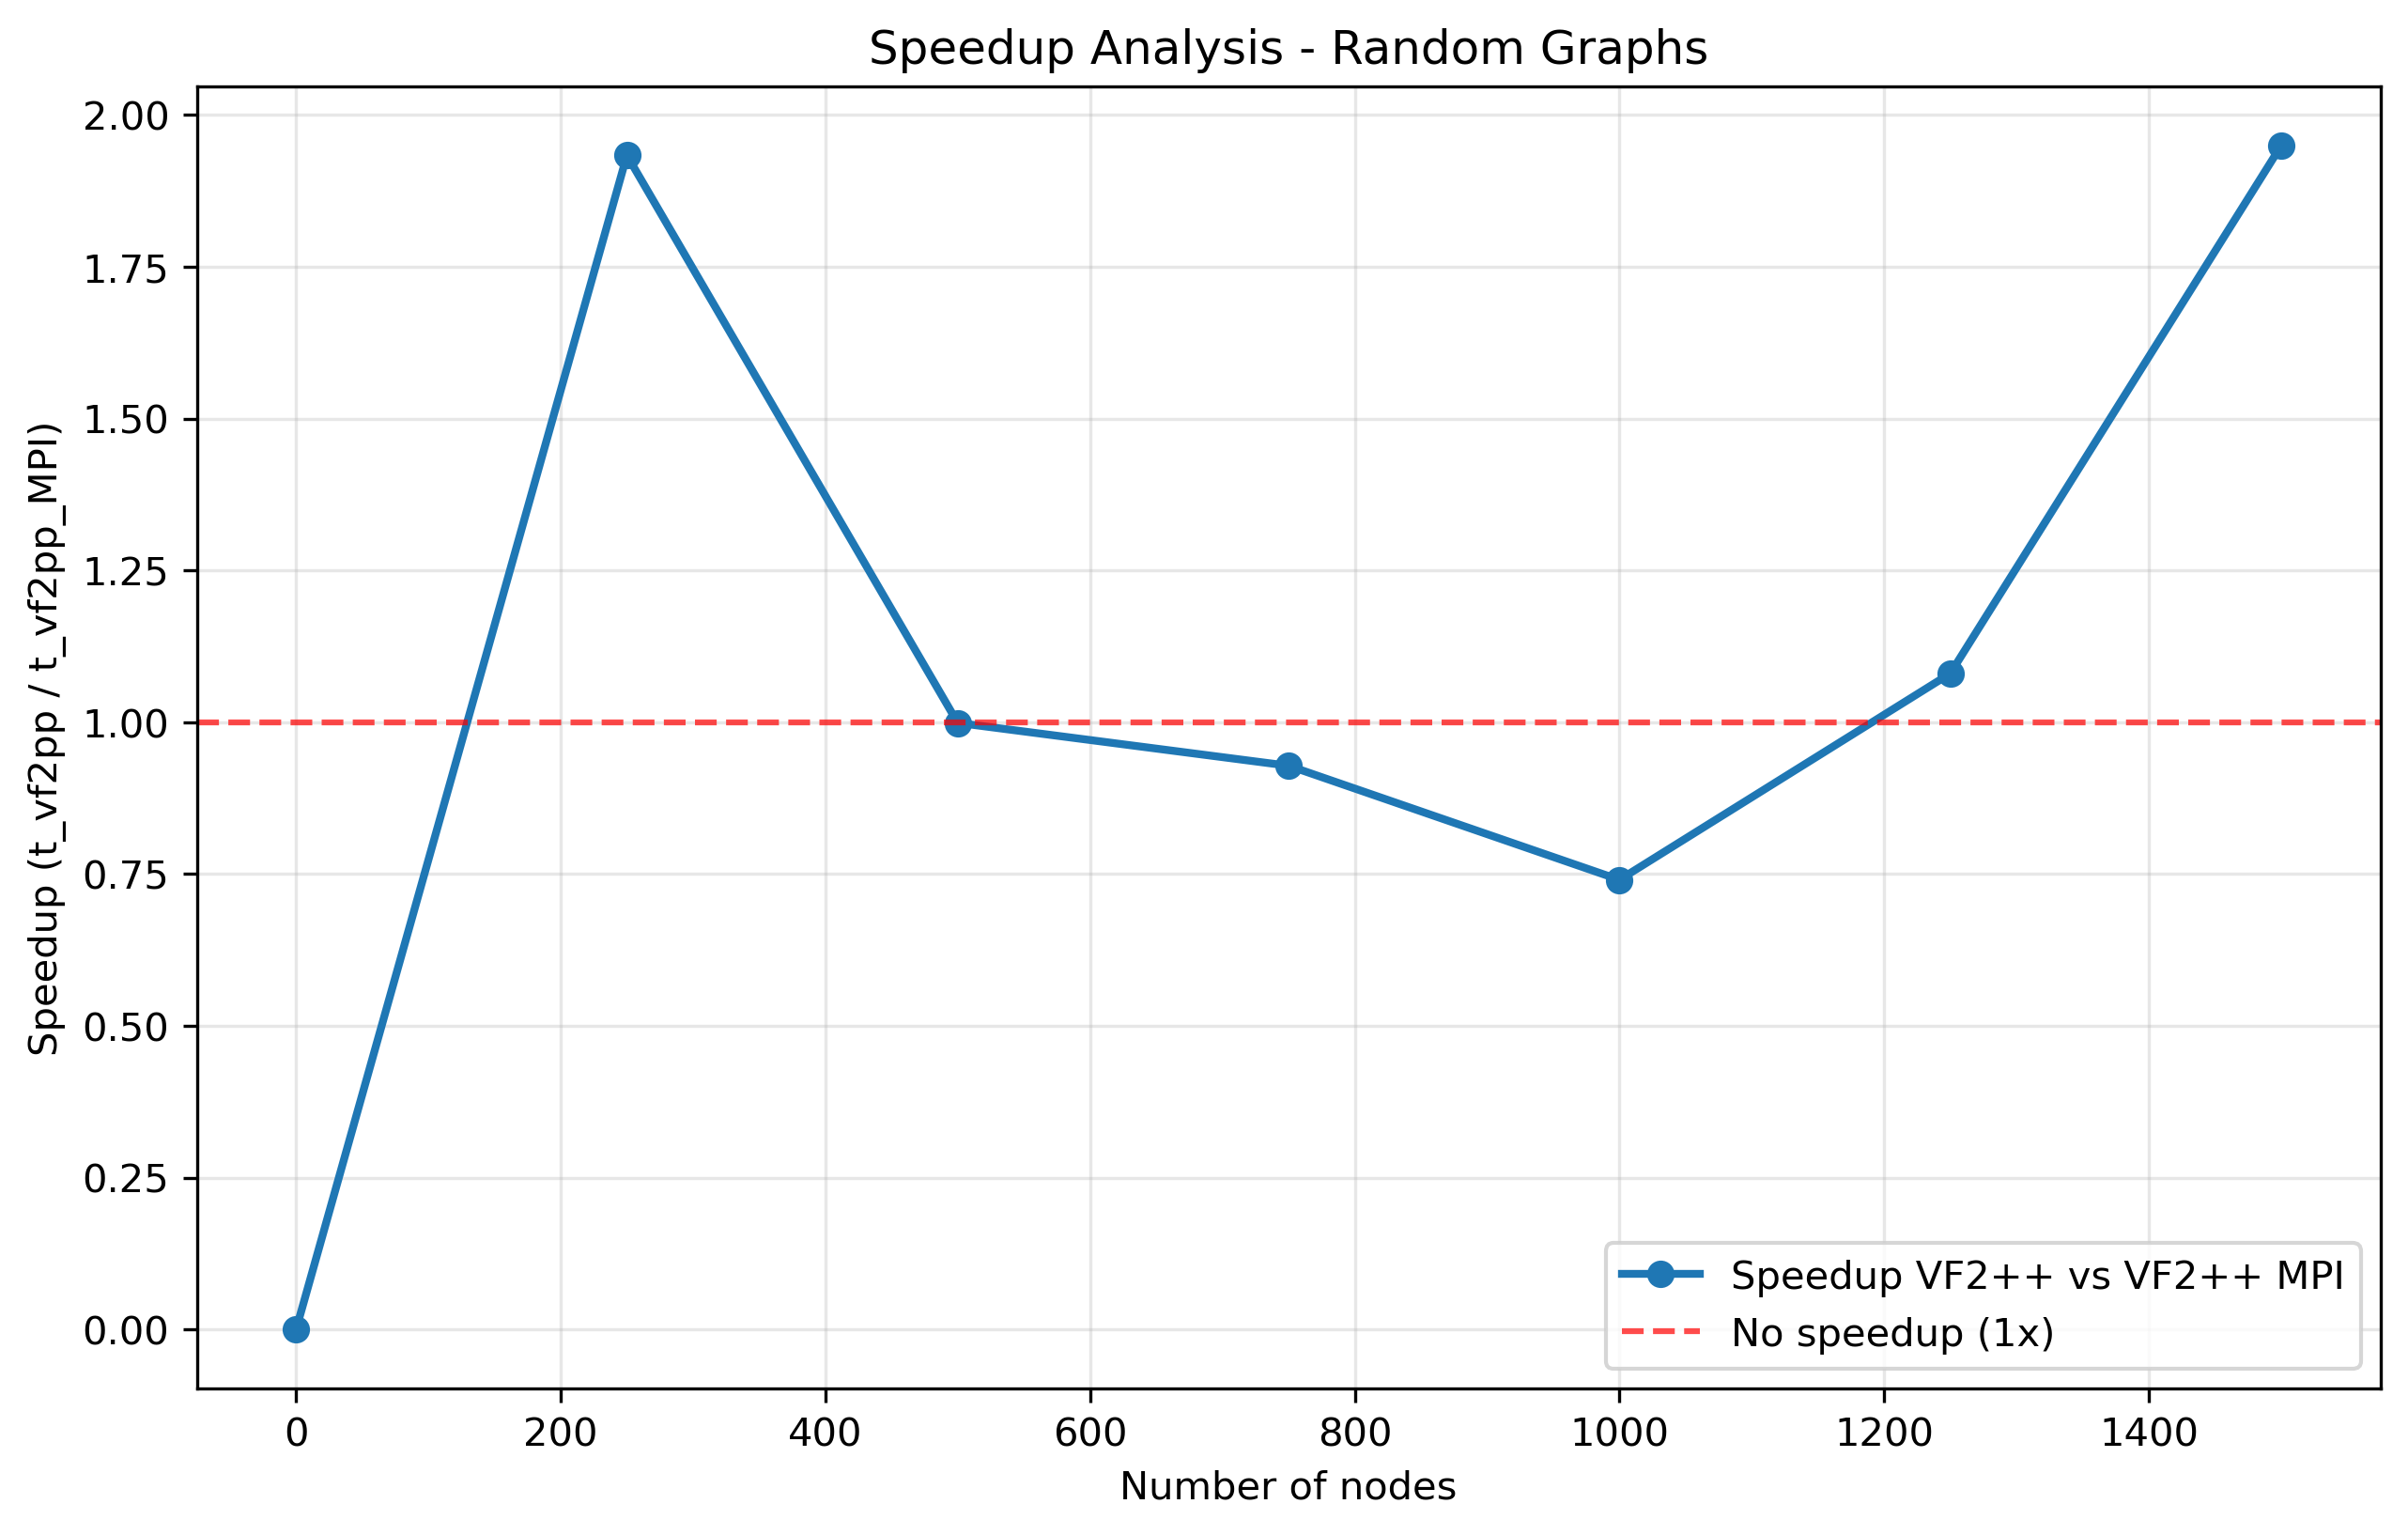 Speedup Analysis - Random Graphs
Speedup (t_vf2pp / t_vf2pp_MPI)
2.00
1.75
1.50
1.25
1.00
0.75
0.50
0.25
0.00
Speedup VF2++ vs VF2++ MPI
No speedup (1x)
0 200 400 600 800 1000 1200 1400
Number of nodes